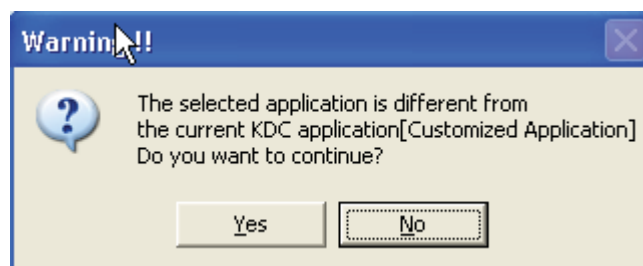 Warning!!
The selected application is different from
the current KDC application[Customized Application]
Do you want to continue?
Yes
No